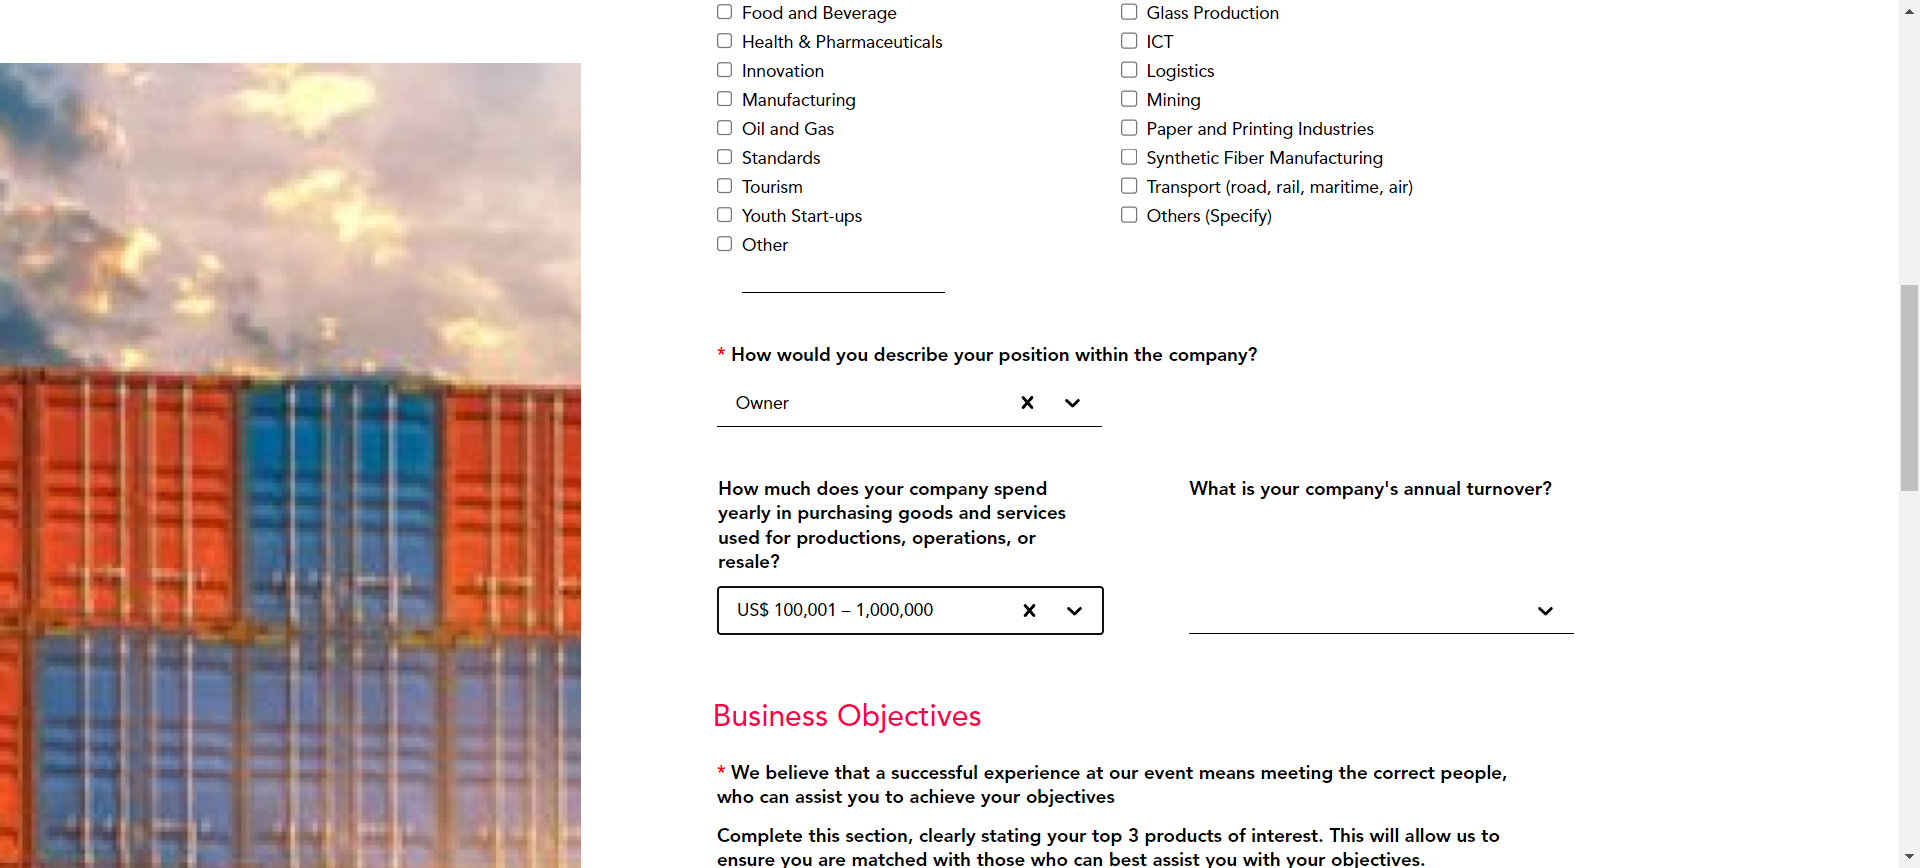 Food and Beverage
Health & Pharmaceuticals
Innovation
Manufacturing
Oil and Gas
Standards
Tourism
Youth Start-ups
Other
Glass Production
ICT
Logistics
Mining
Paper and Printing Industries
Synthetic Fiber Manufacturing
Transport (road, rail, maritime, air)
Others (Specify)
* How would you describe your position within the company?
Owner
How much does your company spend
yearly in purchasing goods and services
used for productions, operations, or
resale?
US$ 100,001 – 1,000,000
What is your company's annual turnover?
Business Objectives
* We believe that a successful experience at our event means meeting the correct people,
who can assist you to achieve your objectives
Complete this section, clearly stating your top 3 products of interest. This will allow us to
ensure you are matched with those who can best assist you with your objectives.